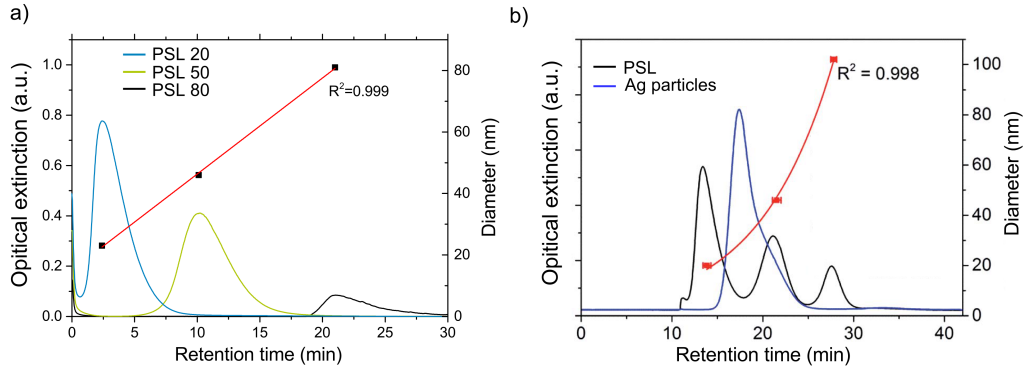 a)
PSL 20
PSL 50
PSL 80
R²=0.999
Opitical extinction (a.u.)
1.0
0.8
0.6
0.4
0.2
0.0
80
60
40
20
0
Diameter (nm)
0 5 10 15 20 25 30
Retention time (min)
b)
PSL
Ag particles
R² = 0.998
Opitical extinction (a.u.)
100
80
60
40
20
0
Diameter (nm)
0 10 20 30 40
Retention time (min)